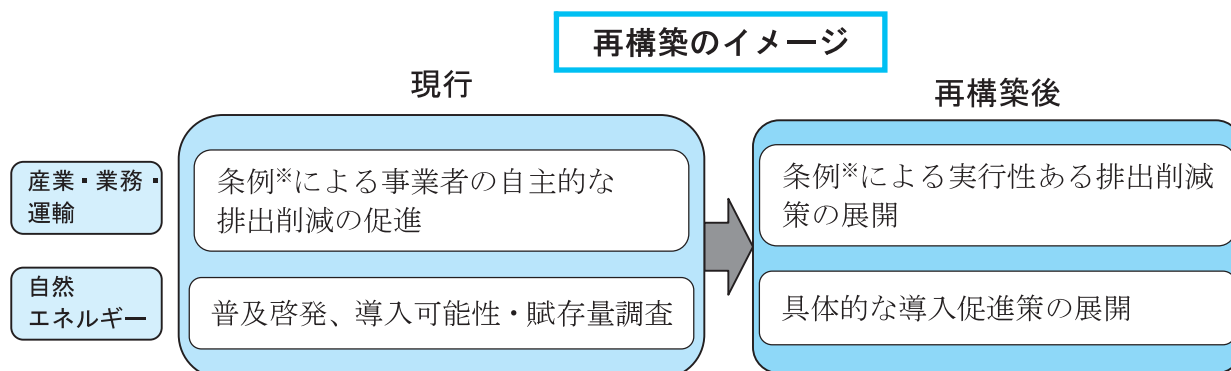 再構築のイメージ
現行
再構築後
産業・業務・
運輸
条例※による事業者の自主的な
排出削減の促進
条例※による実行性ある排出削減
策の展開
自然
エネルギー
普及啓発、導入可能性・賦存量調査
具体的な導入促進策の展開